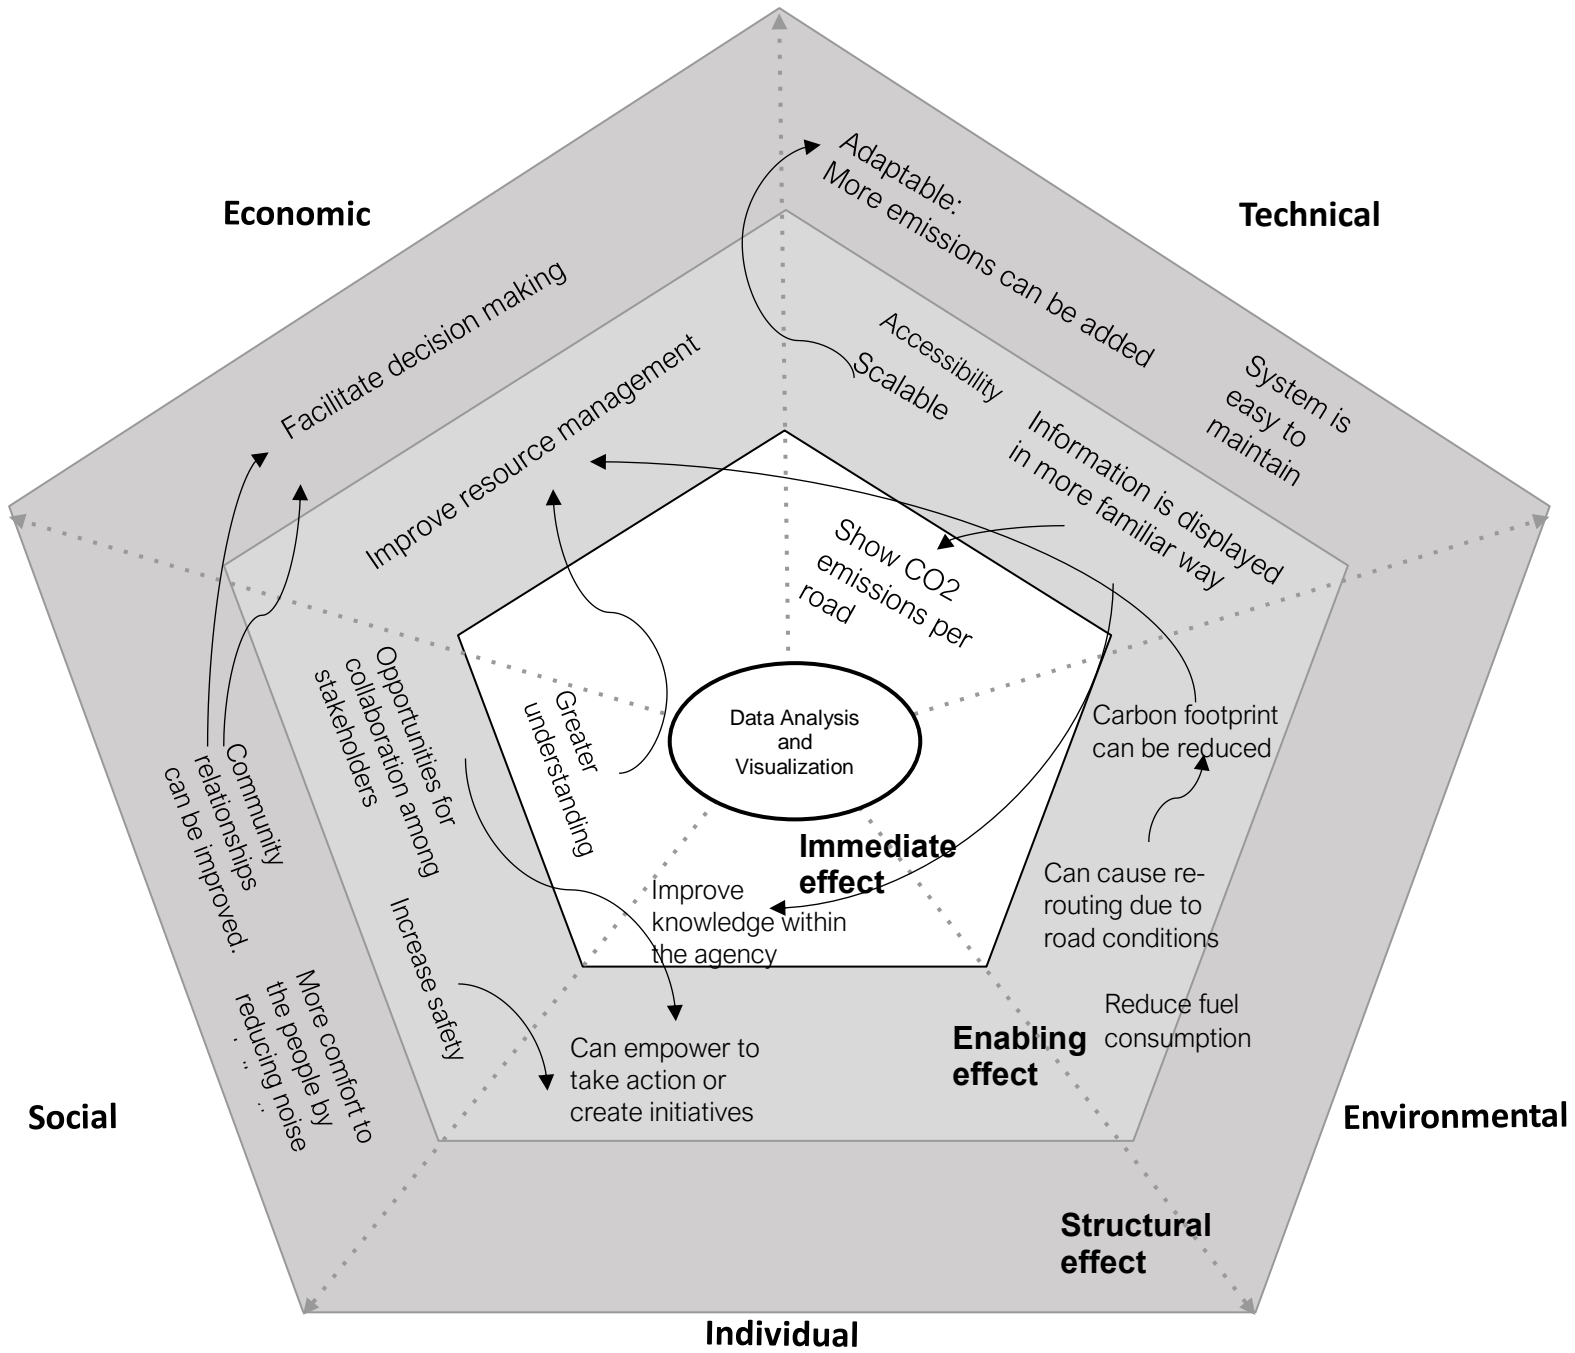 Economic
Technical
Adaptable:
More emissions can be added
System is
easy to
maintain
Facilitate decision making
Improve resource management
Accessibility
Scalable
Information is displayed
in more familiar way
Show CO2
emissions per
road
Opportunities for
collaboration among
stakeholders
Greater
understanding
Data Analysis
and
Visualization
Carbon footprint
can be reduced
Community
relationships
can be improved.
Immediate
effect
Improve
knowledge within
the agency
Can cause re-
routing due to
road conditions
Increase safety
More comfort to
the people by
reducing noise
Can empower to
take action or
create initiatives
Enabling
effect
Reduce fuel
consumption
Social
Environmental
Structural
effect
Individual